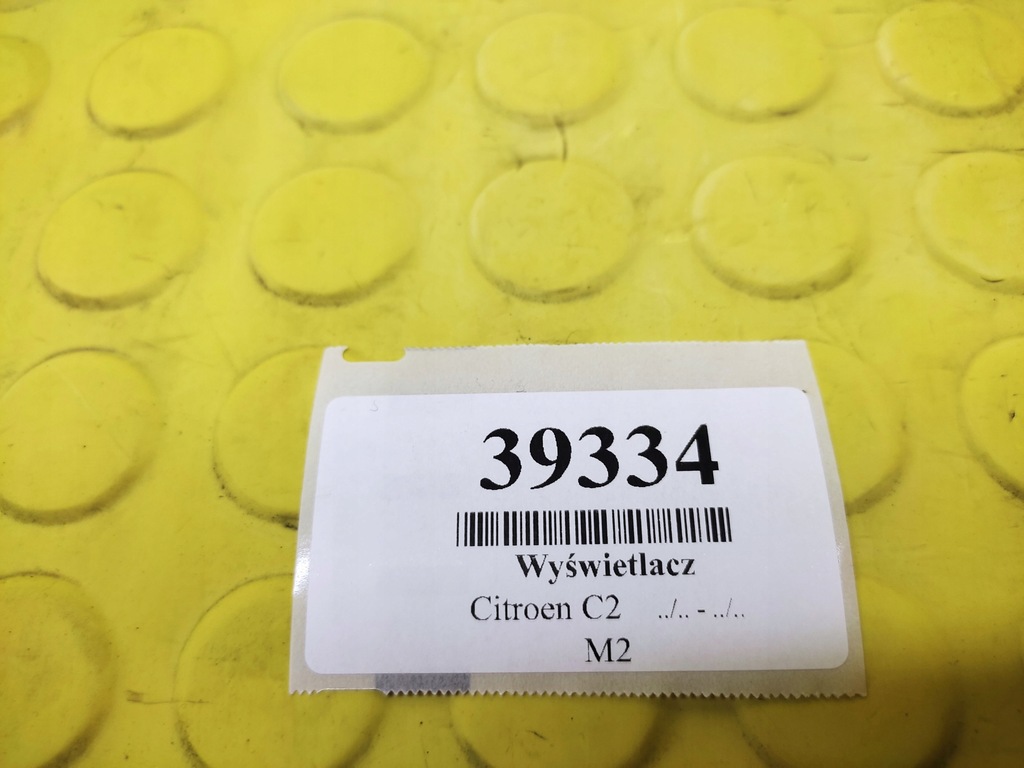 39334
Wyświetlacz
Citroen C2 ../.. - ../..
M2